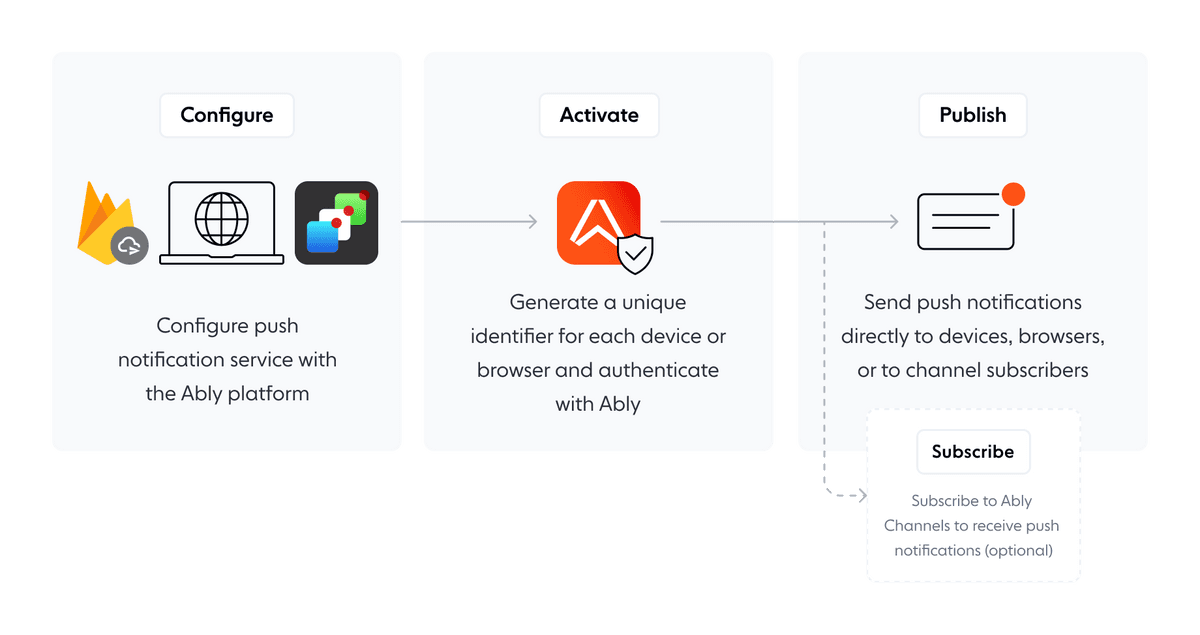 Configure
Configure push
notification service with
the Ably platform
Activate
Generate a unique
identifier for each device or
browser and authenticate
with Ably
Publish
Send push notifications
directly to devices, browsers,
or to channel subscribers
Subscribe
Subscribe to Ably
Channels to receive push
notifications (optional)